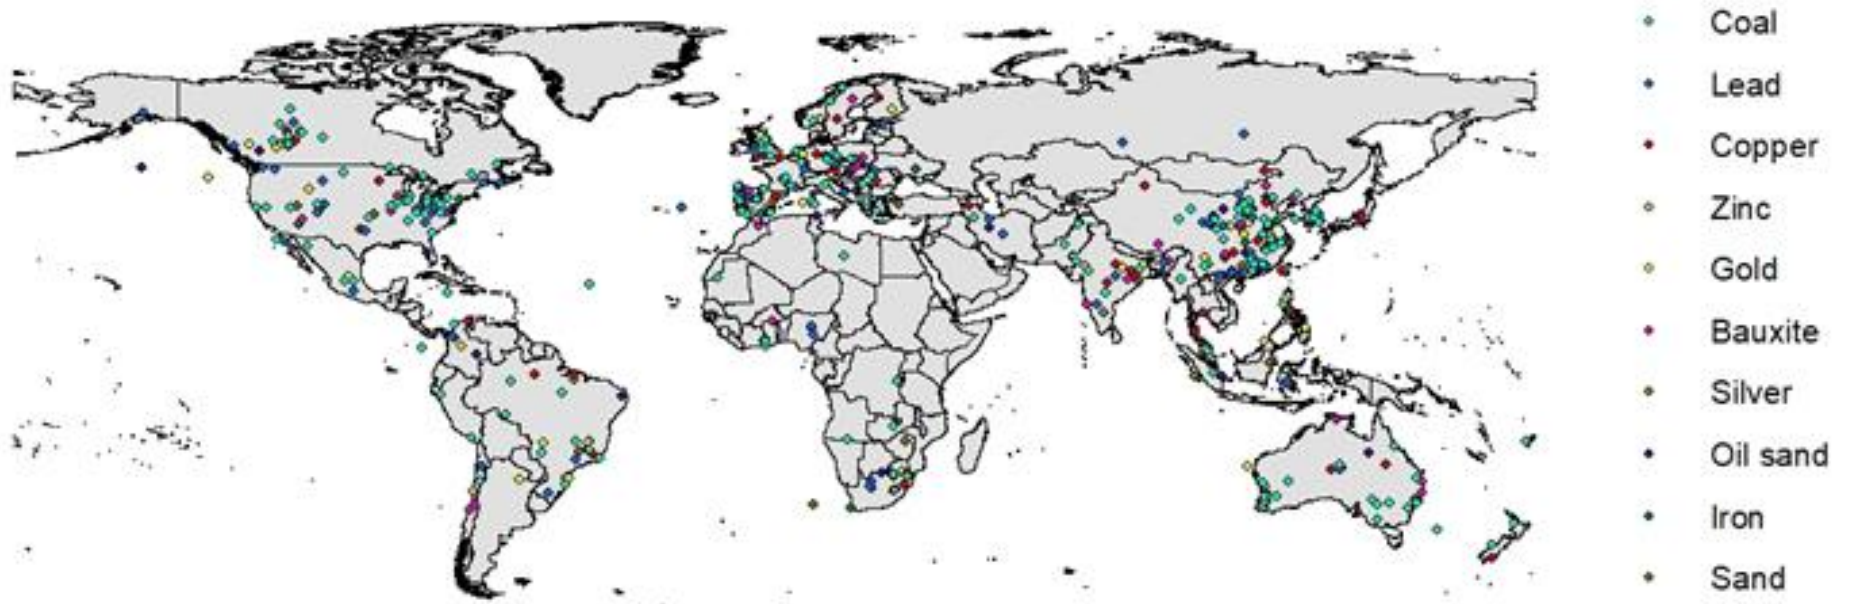 Coal
Lead
Copper
Zinc
Gold
Bauxite
Silver
Oil sand
Iron
Sand